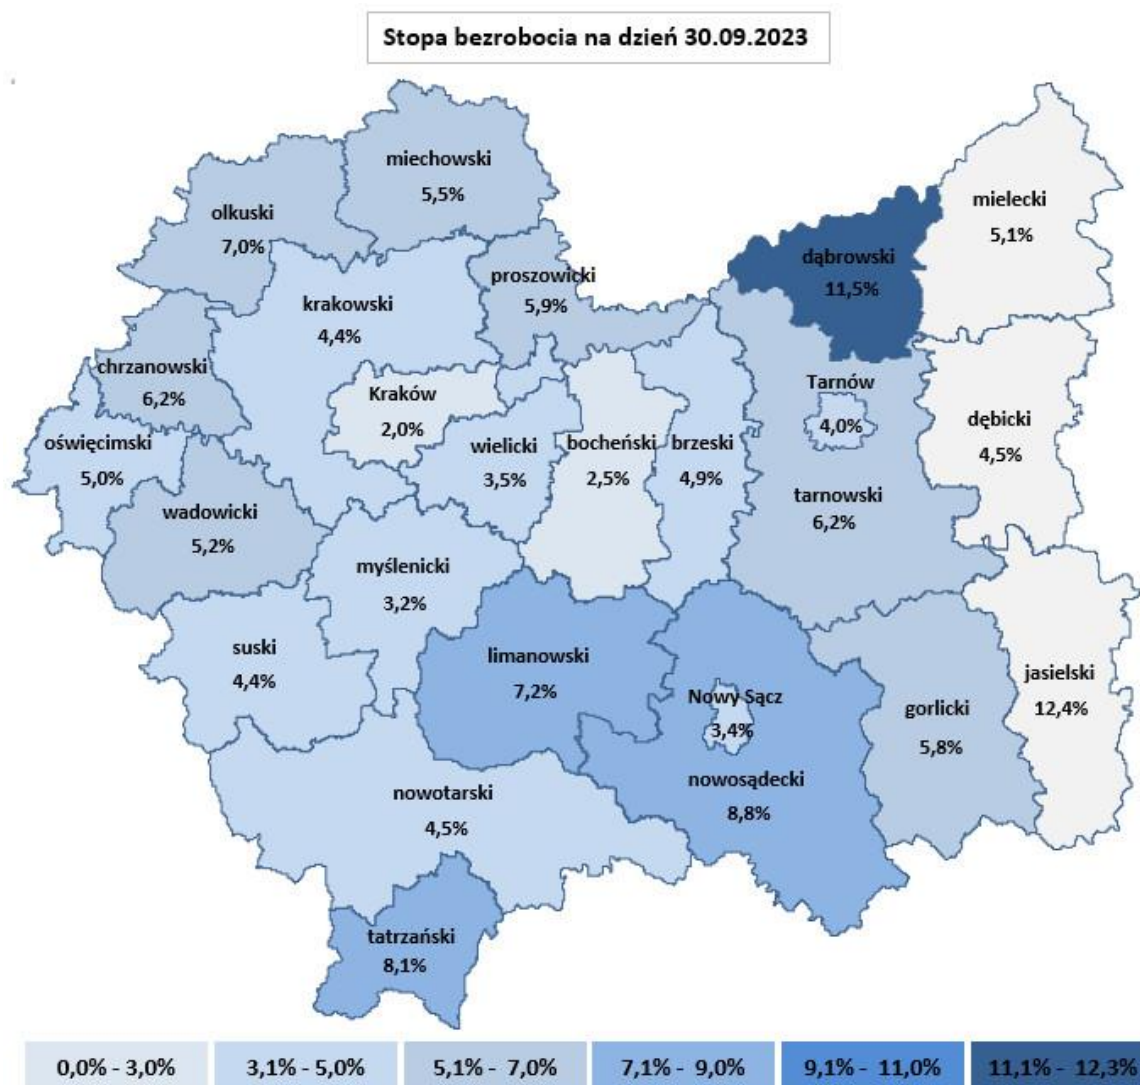 Stopa bezrobocia na dzień 30.09.2023
miechowski
5,5%
olkuski
7,0%
mielecki
5,1%
dąbrowski
11,5%
proszowicki
5,9%
krakowski
4,4%
chrzanowski
6,2%
Kraków
2,0%
Tarnów
4,0%
dębicki
4,5%
oświęcimski
5,0%
wielicki
3,5%
bocheński
2,5%
brzeski
4,9%
tarnowski
6,2%
wadowicki
5,2%
myślenicki
3,2%
suski
4,4%
limanowski
7,2%
Nowy Sącz
3,4%
gorlicki
5,8%
jasielski
12,4%
nowosądecki
8,8%
nowotarski
4,5%
tatrzański
8,1%
0,0% - 3,0%
3,1% - 5,0%
5,1% - 7,0%
7,1% - 9,0%
9,1% - 11,0%
11,1% - 12,3%